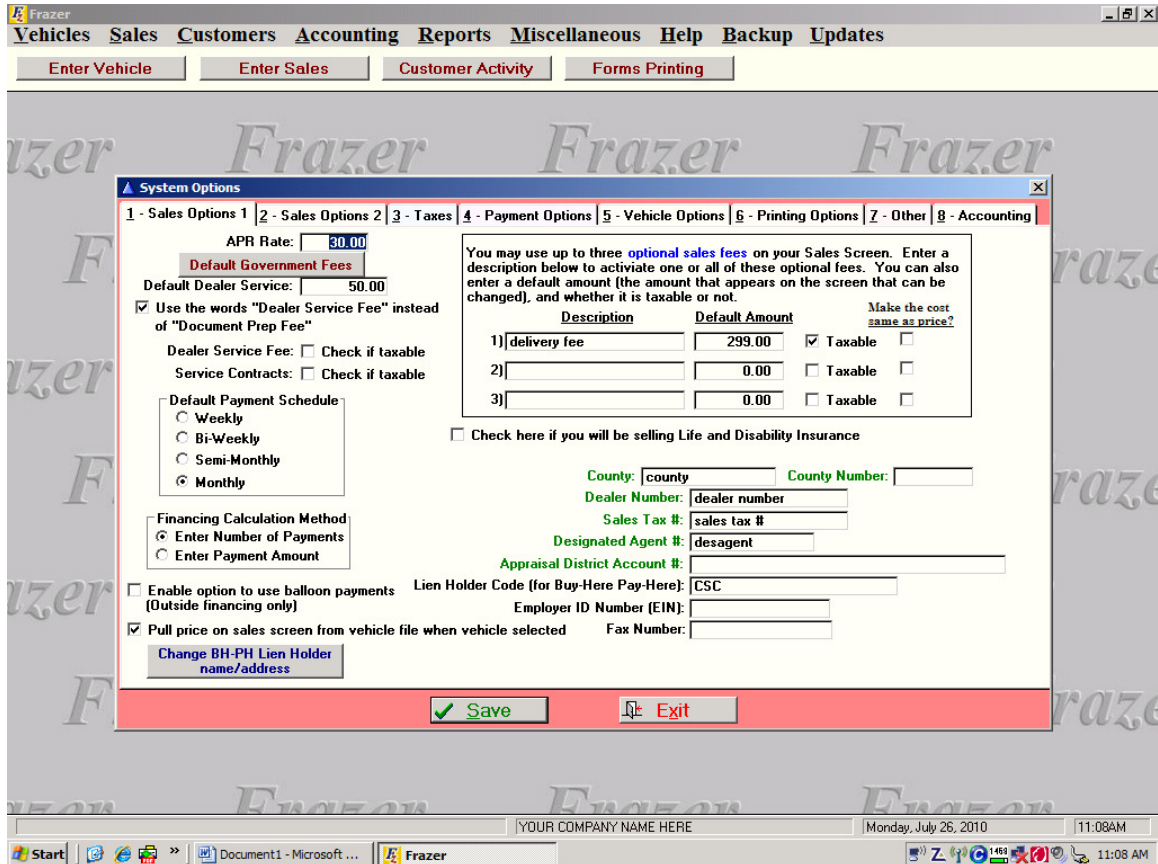 Frazer
Vehicles Sales Customers Accounting Reports Miscellaneous Help Backup Updates
Enter Vehicle Enter Sales Customer Activity Forms Printing
Frazer Frazer Frazer
System Options
1 - Sales Options 1 2 - Sales Options 2 3 - Taxes 4 - Payment Options 5 - Vehicle Options 6 - Printing Options 7 - Other 8 - Accounting
APR Rate: 30.00
Default Government Fees
Default Dealer Service: 50.00
Use the words "Dealer Service Fee" instead
of "Document Prep Fee"
Dealer Service Fee: Check if taxable
Service Contracts: Check if taxable
Default Payment Schedule
Weekly
Bi-Weekly
Semi-Monthly
Monthly
Financing Calculation Method
Enter Number of Payments
Enter Payment Amount
Enable option to use balloon payments
(Outside financing only)
Pull price on sales screen from vehicle file when vehicle selected
Change BH-PH Lien Holder
name/address
You may use up to three optional sales fees on your Sales Screen. Enter a
description below to activiate one or all of these optional fees. You can also
enter a default amount (the amount that appears on the screen that can be
changed), and whether it is taxable or not.
Make the cost
same as price?
Description Default Amount
1) delivery fee 299.00 Taxable
2) 0.00 Taxable
3) 0.00 Taxable
Check here if you will be selling Life and Disability Insurance
County: county County Number:
Dealer Number: dealer number
Sales Tax #: sales tax #
Designated Agent #: desagent
Appraisal District Account #:
Lien Holder Code (for Buy-Here Pay-Here): CSC
Employer ID Number (EIN):
Fax Number:
Save Exit
YOUR COMPANY NAME HERE Monday, July 26, 2010 11:08AM
Start Document1 - Microsoft ... Frazer 11:08 AM